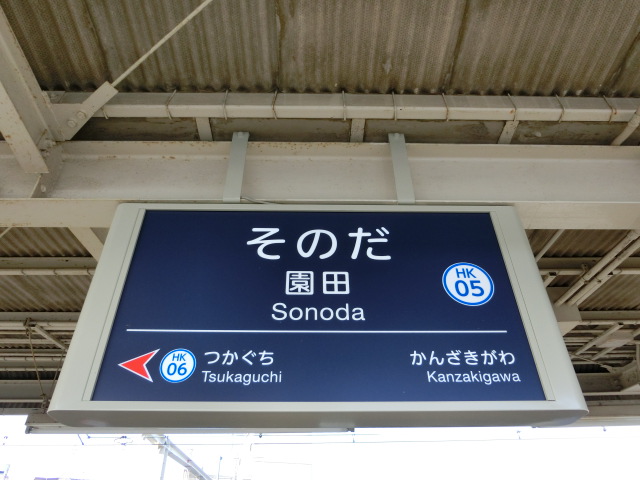 そのだ
園田
Sonoda
HK
05
HK
06
つかぐち
Tsukaguchi
かんざきがわ
Kanzakigawa